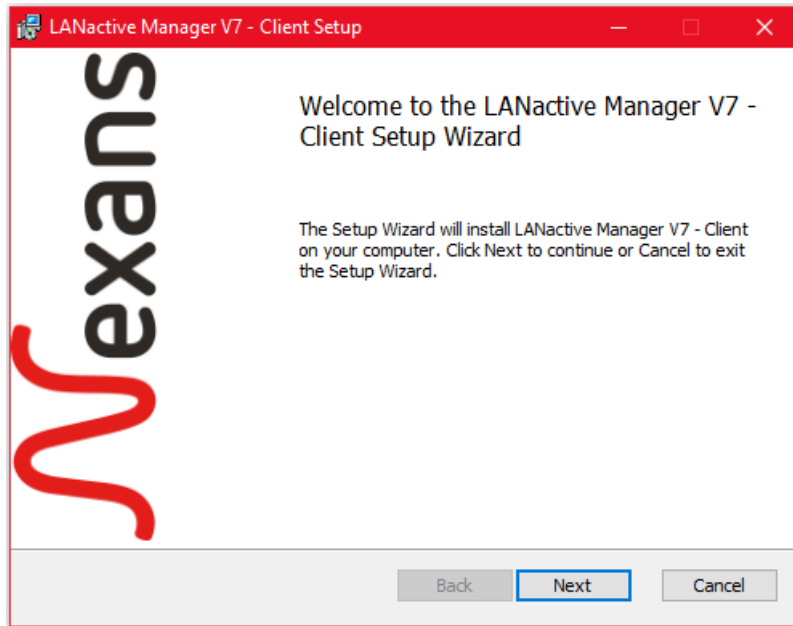 LANactive Manager V7 - Client Setup
Nexans
Welcome to the LANactive Manager V7 -
Client Setup Wizard
The Setup Wizard will install LANactive Manager V7 - Client
on your computer. Click Next to continue or Cancel to exit
the Setup Wizard.
Back
Next
Cancel